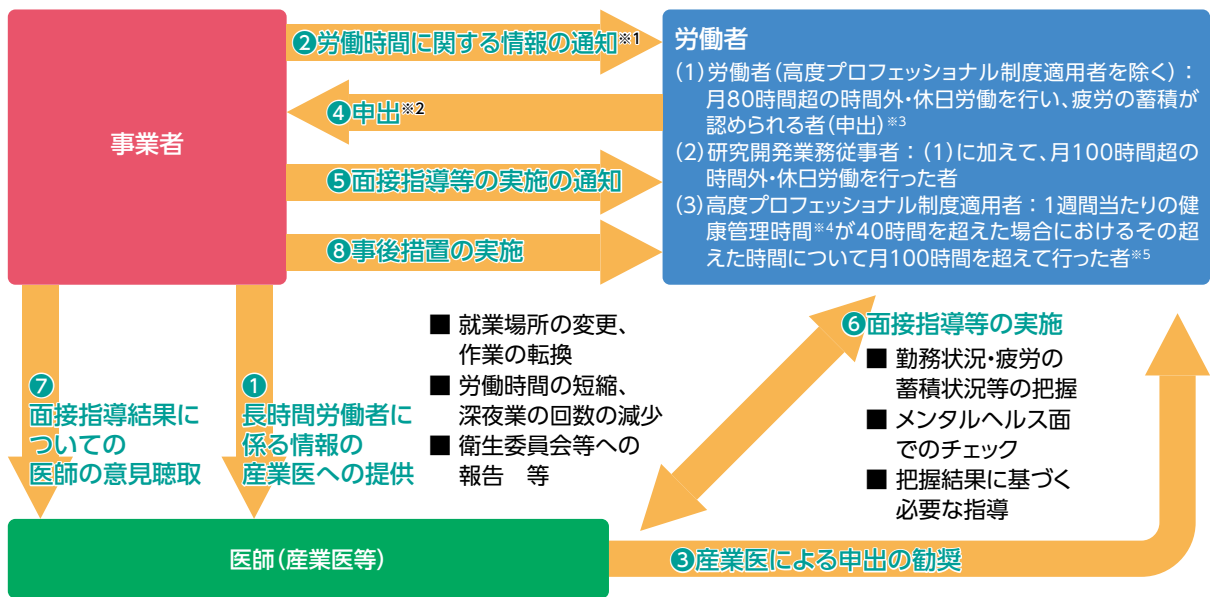 事業者
❷労働時間に関する情報の通知※1
❹申出※2
❺面接指導等の実施の通知
❽事後措置の実施
労働者
(1)労働者(高度プロフェッショナル制度適用者を除く)：
月80時間超の時間外・休日労働を行い、疲労の蓄積が
認められる者(申出)※3
(2)研究開発業務従事者：(1)に加えて、月100時間超の
時間外・休日労働を行った者
(3)高度プロフェッショナル制度適用者：1週間当たりの健
康管理時間※4が40時間を超えた場合におけるその超
えた時間について月100時間を超えて行った者※5
❼
面接指導結果に
ついての
医師の意見聴取
❶
長時間労働者に
係る情報の
産業医への提供
■ 就業場所の変更、
作業の転換
■ 労働時間の短縮、
深夜業の回数の減少
■ 衛生委員会等への
報告　等
❻面接指導等の実施
■ 勤務状況・疲労の
蓄積状況等の把握
■ メンタルヘルス面
でのチェック
■ 把握結果に基づく
必要な指導
医師(産業医等)
❸産業医による申出の勧奨